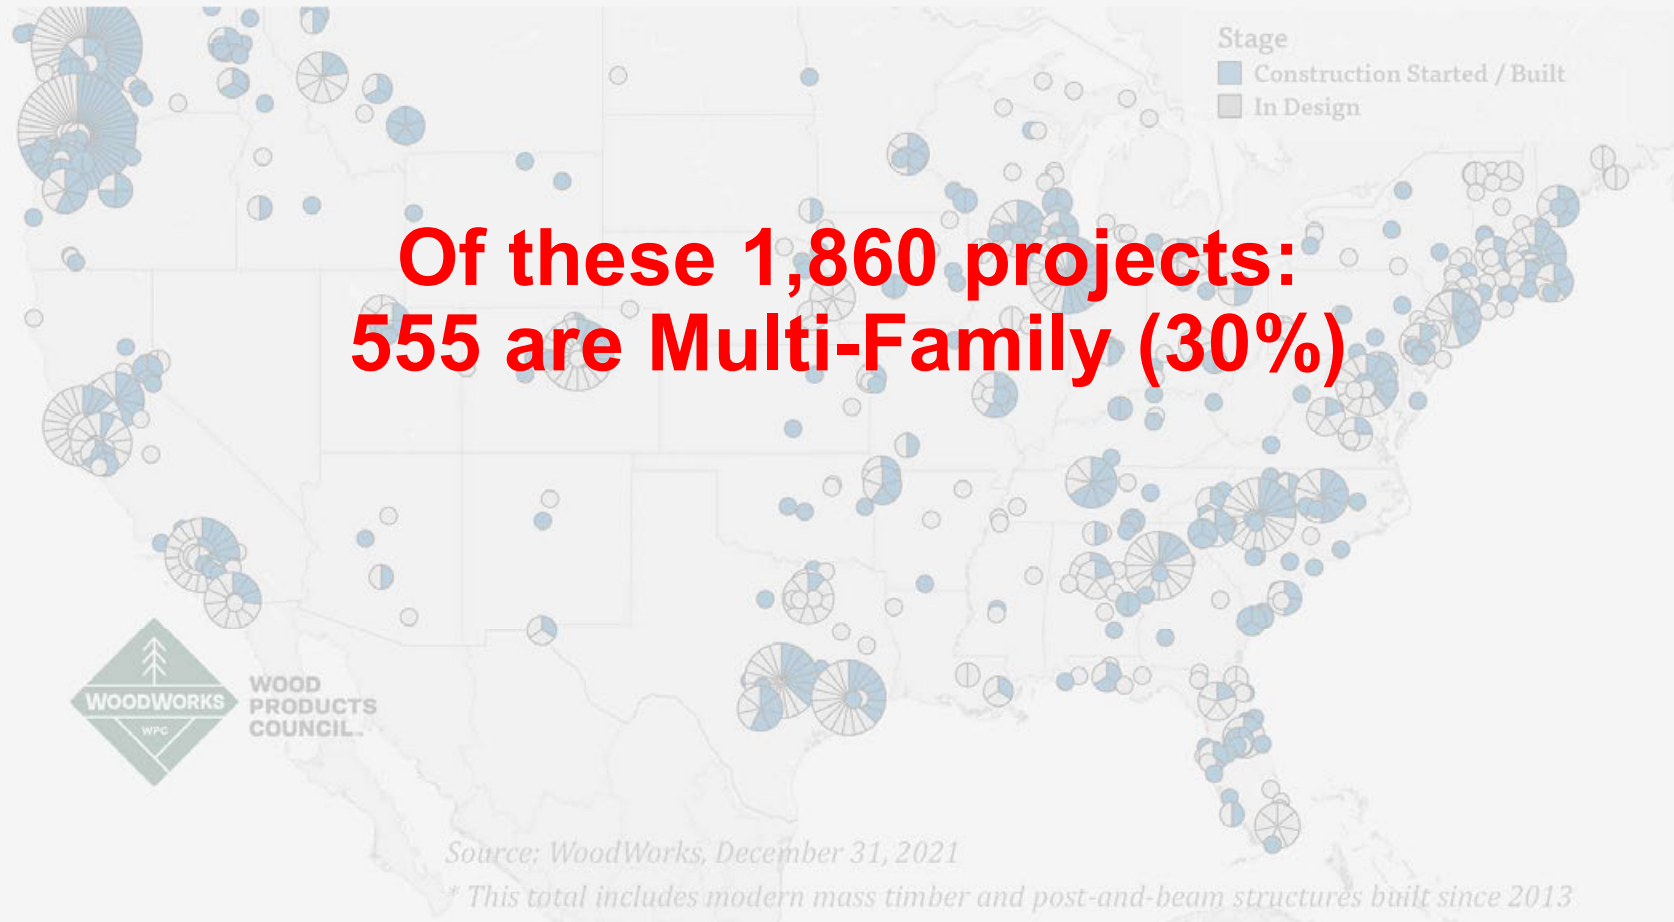 Stage
Construction Started / Built
In Design
Of these 1,860 projects:
555 are Multi-Family (30%)
WOODWORKS
WPC
WOOD
PRODUCTS
COUNCIL
Source: WoodWorks, December 31, 2021
* This total includes modern mass timber and post-and-beam structures built since 2013